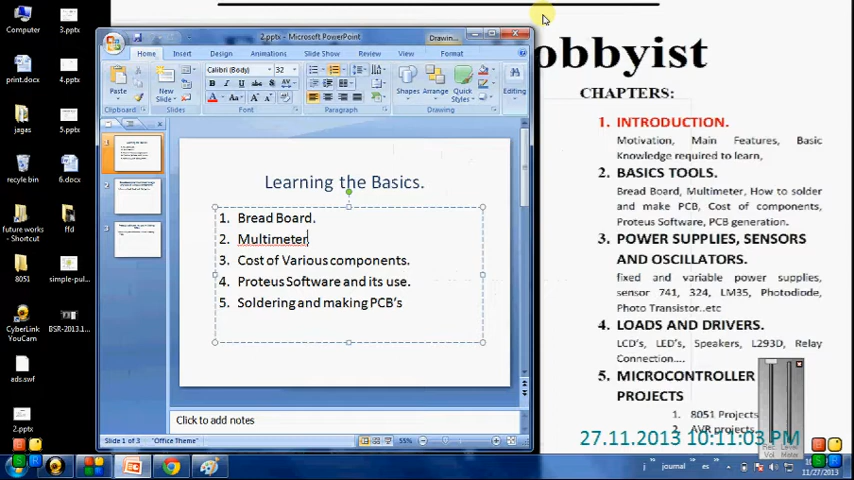 Computer
3.pptx
print.docx
4.pptx
jagas
5.pptx
recyle bin
6.docx
future works - Shortcut
ffd
8051
simple-pul...
CyberLink YouCam
BSR-2013.1...
ads.swf
2.pptx
2.pptx - Microsoft PowerPoint
Drawin...
Home
Insert
Design
Animations
Slide Show
Review
View
Format
Calibri (Body)
32
Paste
New Slides
Shapes
Arrange
Quick Styles
Editing
Clipboard
Slides
Font
Paragraph
Drawing
Learning the Basics.
1. Bread Board.
2. Multimeter
3. Cost of Various components.
4. Proteus Software and its use.
5. Soldering and making PCB's
Click to add notes
Slide 1 of 3
"Office Theme"
55%
obbyist
CHAPTERS:
1. INTRODUCTION.
Motivation, Main Features, Basic
Knowledge required to learn,
2. BASICS TOOLS.
Bread Board, Multimeter, How to solder
and make PCB, Cost of components,
Proteus Software, PCB generation.
3. POWER SUPPLIES, SENSORS
AND OSCILLATORS.
fixed and variable power supplies,
sensor 741, 324, LM35, Photodiode,
Photo Transistor..etc
4. LOADS AND DRIVERS.
LCD's, LED's, Speakers, L293D, Relay
Connection....
5. MICROCONTROLLER
PROJECTS
1. 8051 Projects
2. AVR projects
27.11.2013 10:11:03 PM
journal
es
11/27/2013